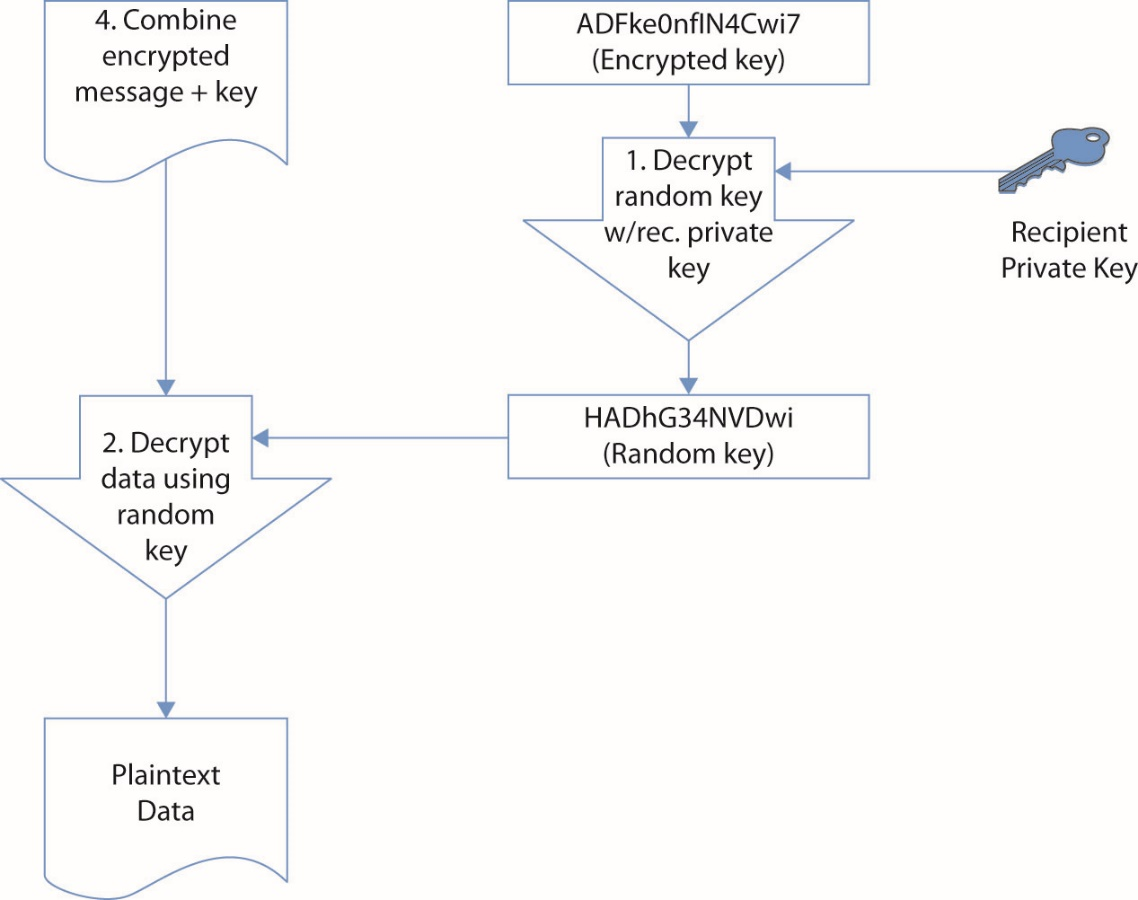 4. Combine
encrypted
message + key
ADFke0nfIN4Cwi7
(Encrypted key)
1. Decrypt
random key
w/rec. private
key
Recipient
Private Key
HADhG34NVDwi
(Random key)
2. Decrypt
data using
random
key
Plaintext
Data